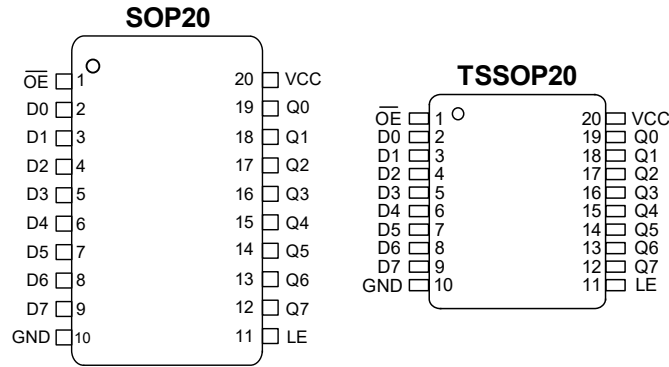 SOP20
O̅E̅ 1 20 VCC
D0 2 19 Q0
D1 3 18 Q1
D2 4 17 Q2
D3 5 16 Q3
D4 6 15 Q4
D5 7 14 Q5
D6 8 13 Q6
D7 9 12 Q7
GND 10 11 LE
TSSOP20
O̅E̅ 1 20 VCC
D0 2 19 Q0
D1 3 18 Q1
D2 4 17 Q2
D3 5 16 Q3
D4 6 15 Q4
D5 7 14 Q5
D6 8 13 Q6
D7 9 12 Q7
GND 10 11 LE